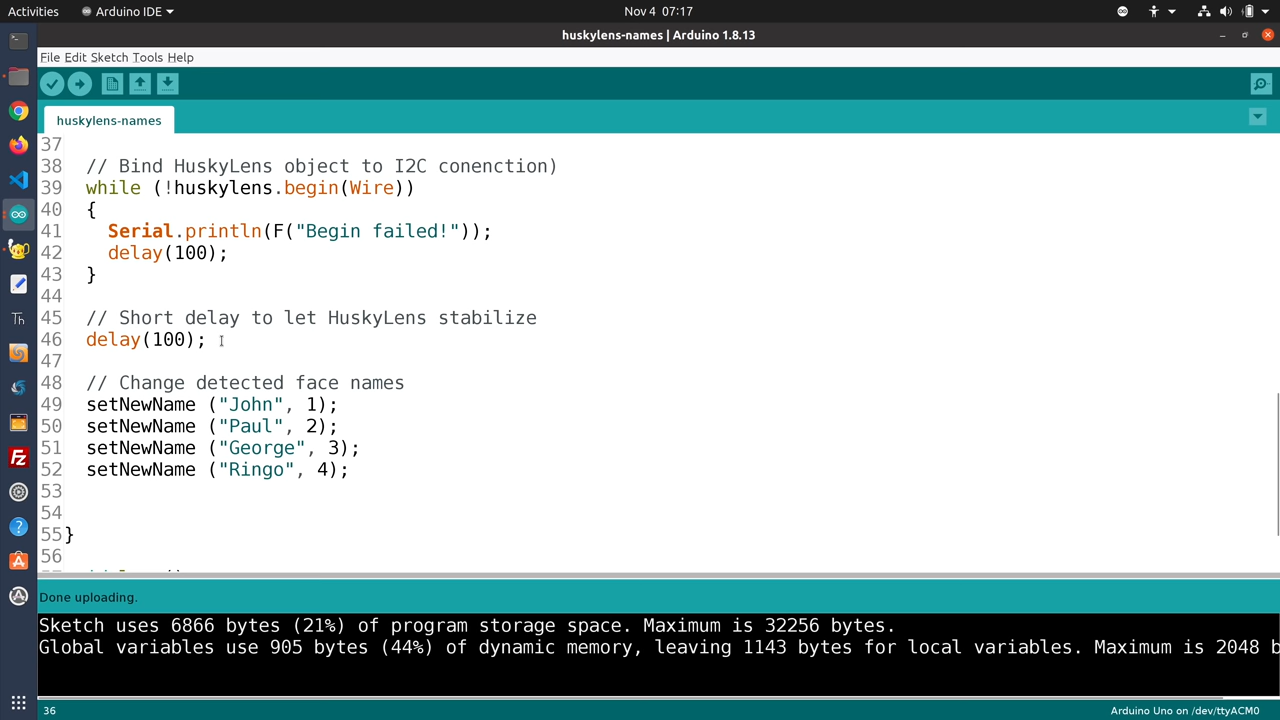 Activities
Arduino IDE
Nov 4 07:17
huskylens-names | Arduino 1.8.13
File Edit Sketch Tools Help
huskylens-names
37
38 // Bind HuskyLens object to I2C conenction)
39 while (!huskylens.begin(Wire))
40 {
41 Serial.println(F("Begin failed!"));
42 delay(100);
43 }
44
45 // Short delay to let HuskyLens stabilize
46 delay(100);
47
48 // Change detected face names
49 setNewName ("John", 1);
50 setNewName ("Paul", 2);
51 setNewName ("George", 3);
52 setNewName ("Ringo", 4);
53
54
55 }
56
Done uploading.
Sketch uses 6866 bytes (21%) of program storage space. Maximum is 32256 bytes.
Global variables use 905 bytes (44%) of dynamic memory, leaving 1143 bytes for local variables. Maximum is 2048 b
36
Arduino Uno on /dev/ttyACM0
Th
Fz